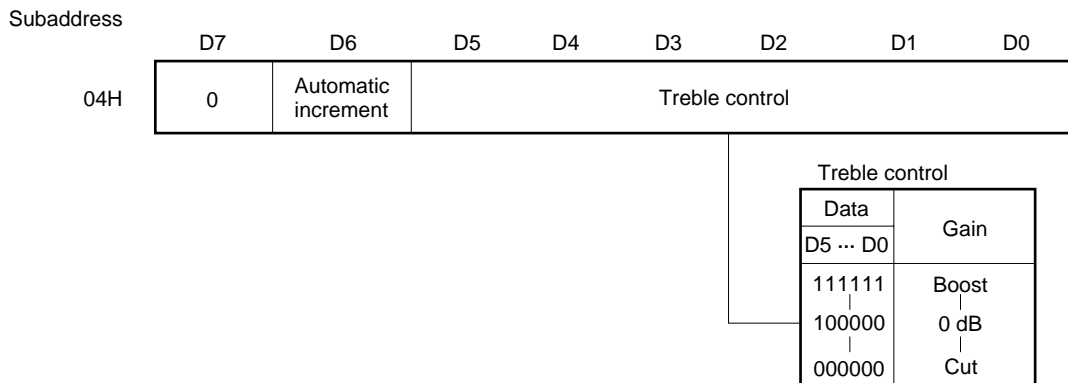 Subaddress
D7 D6 D5 D4 D3 D2 D1 D0
04H 0 Automatic increment Treble control
Treble control
Data Gain
D5 ··· D0
111111 Boost
100000 0 dB
000000 Cut